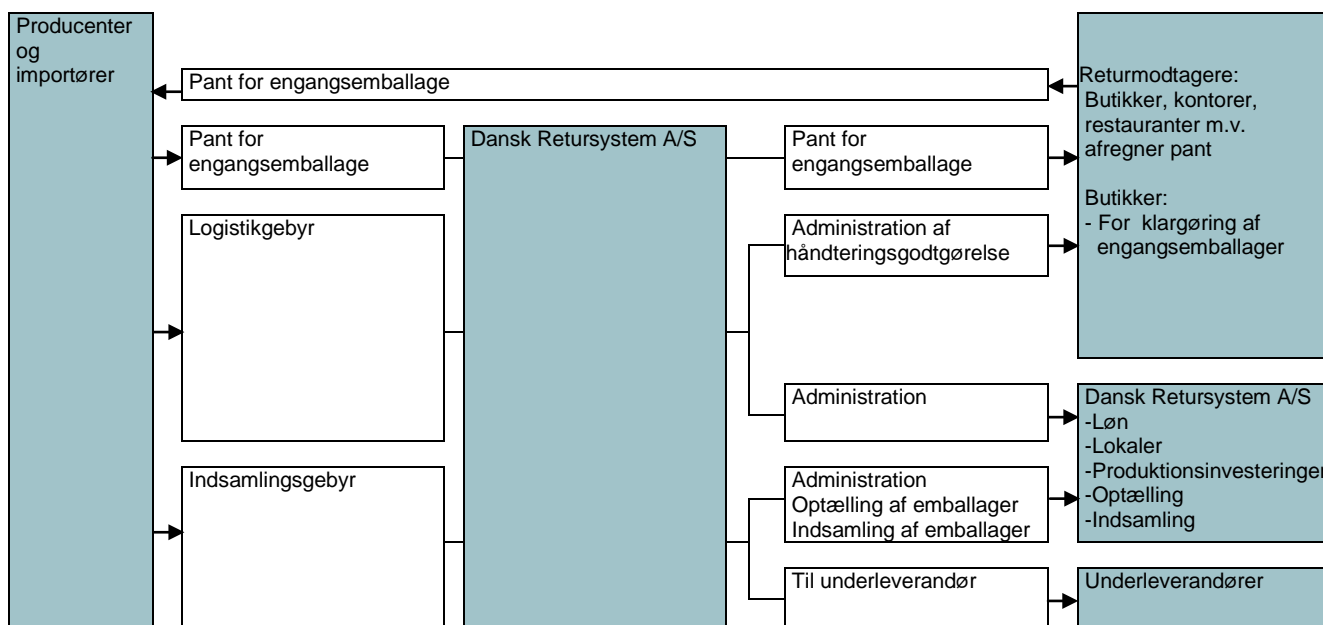 Producenter
og
importører
Pant for engangsemballage
Pant for
engangsemballage
Logistikgebyr
Indsamlingsgebyr
Dansk Retursystem A/S
Pant for
engangsemballage
Administration af
håndteringsgodtgørelse
Administration
Administration
Optælling af emballager
Indsamling af emballager
Til underleverandør
Returmodtagere:
Butikker, kontorer,
restauranter m.v.
afregner pant
Butikker:
- For klargøring af
engangsemballager
Dansk Retursystem A/S
-Løn
-Lokaler
-Produktionsinvesteringer
-Optælling
-Indsamling
Underleverandører